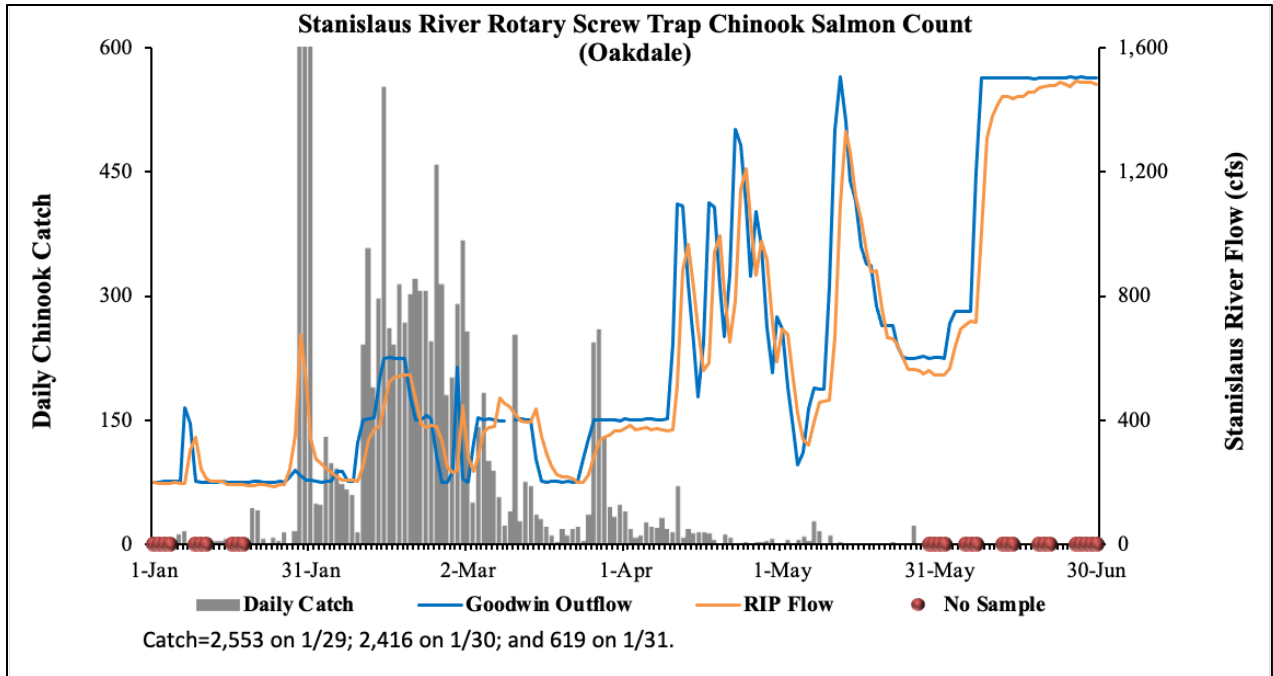 Stanislaus River Rotary Screw Trap Chinook Salmon Count
(Oakdale)
600
450
300
150
0
Daily Chinook Catch
1,600
1,200
800
400
0
Stanislaus River Flow (cfs)
1-Jan 31-Jan 2-Mar 1-Apr 1-May 31-May 30-Jun
Daily Catch Goodwin Outflow RIP Flow No Sample
Catch=2,553 on 1/29; 2,416 on 1/30; and 619 on 1/31.